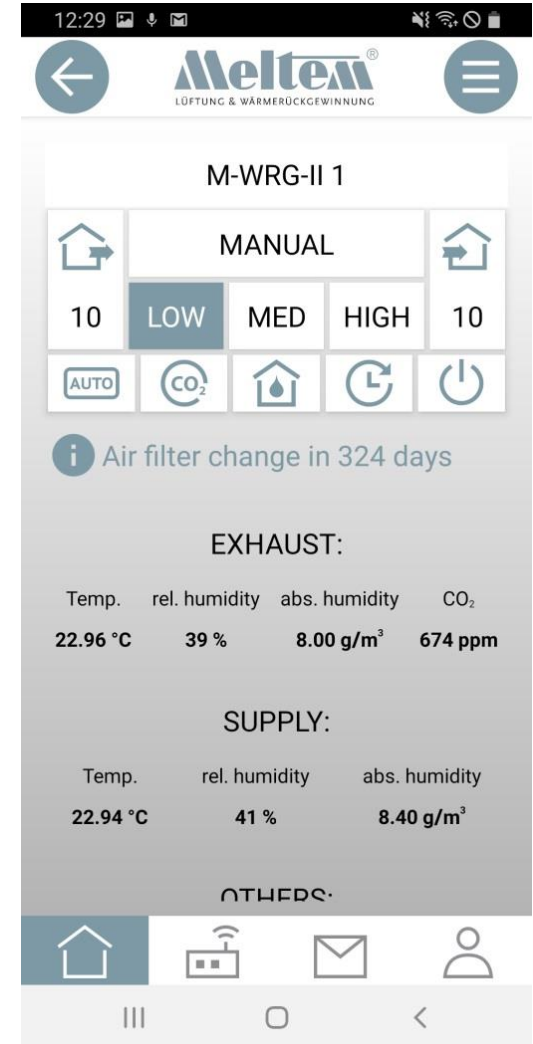 12:29
Meltem®
LÜFTUNG & WÄRMERÜCKGEWINNUNG
M-WRG-II 1
MANUAL
10 LOW MED HIGH 10
AUTO CO₂
i Air filter change in 324 days
EXHAUST:
Temp. rel. humidity abs. humidity CO₂
22.96 °C 39 % 8.00 g/m³ 674 ppm
SUPPLY:
Temp. rel. humidity abs. humidity
22.94 °C 41 % 8.40 g/m³
OTHERS: